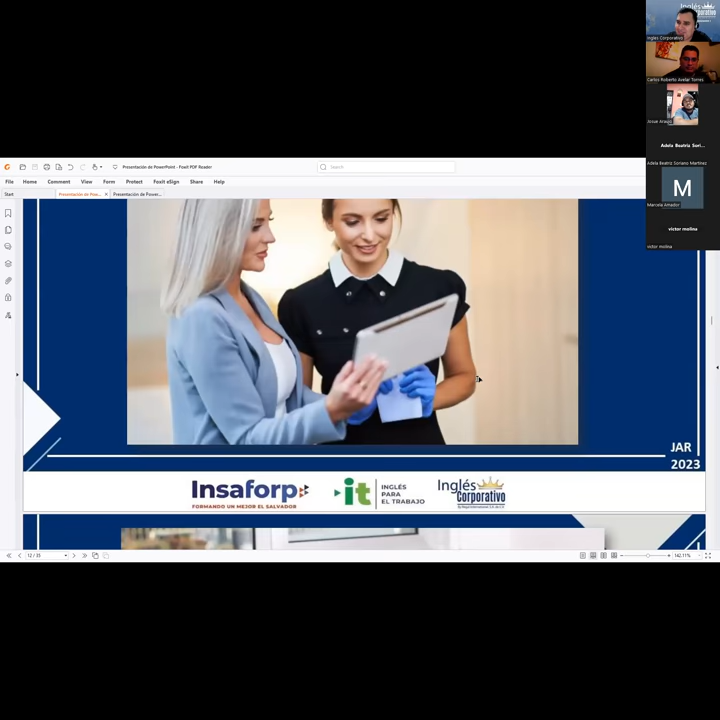 Inglés
Corporativo
Ingles Corporativo
Carlos Roberto Avelar Torres
Josue Araujo
Adela Beatriz Sori...
Adela Beatriz Soriano Martinez
M
Marcela Amador
victor molina
victor molina
Presentación de PowerPoint - Foxit PDF Reader
Search
File Home Comment View Form Protect Foxit eSign Share Help
Start
Presentación de Pow...
Presentación de Power...
JAR
2023
Insaforp
FORMANDO UN MEJOR EL SALVADOR
it
INGLÉS
PARA
EL TRABAJO
Inglés
Corporativo
12 / 35
142.11%